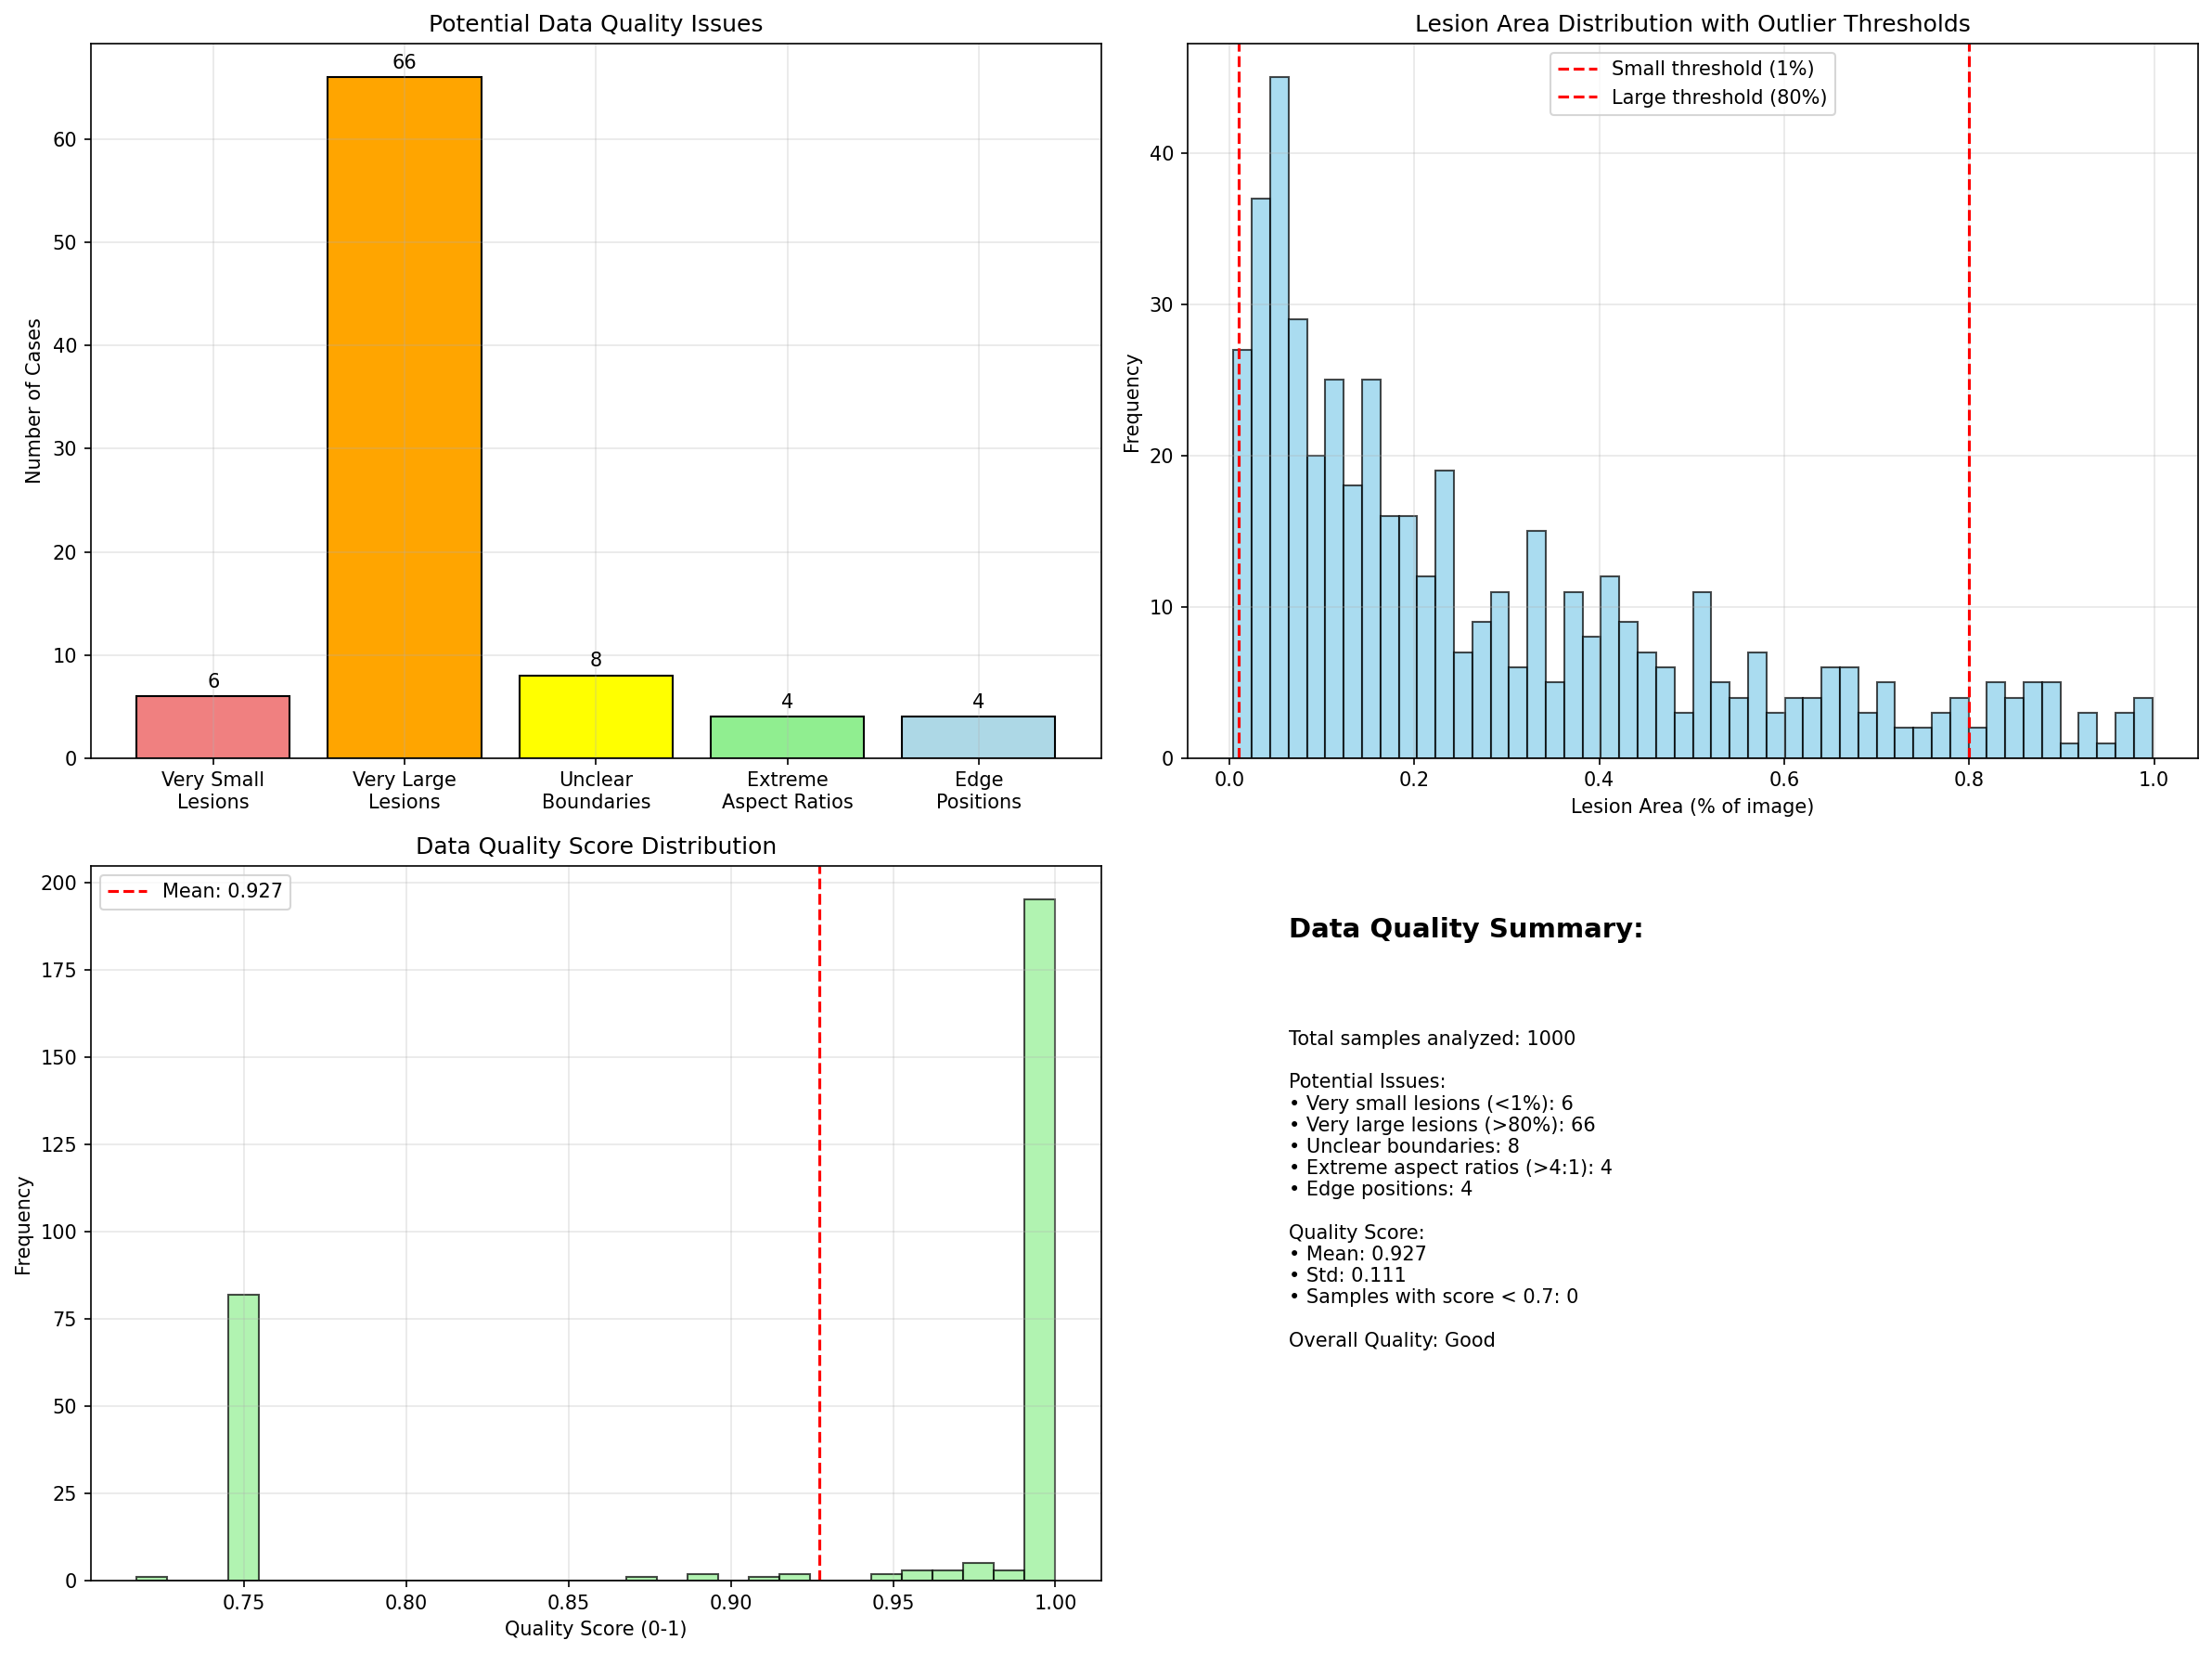 Potential Data Quality Issues
Number of Cases
60
50
40
30
20
10
0
66
6
8
4
4
Very Small
Lesions
Very Large
Lesions
Unclear
Boundaries
Extreme
Aspect Ratios
Edge
Positions
Lesion Area Distribution with Outlier Thresholds
Small threshold (1%)
Large threshold (80%)
Frequency
40
30
20
10
0
0.0
0.2
0.4
0.6
0.8
1.0
Lesion Area (% of image)
Data Quality Score Distribution
Mean: 0.927
Frequency
200
175
150
125
100
75
50
25
0
0.75
0.80
0.85
0.90
0.95
1.00
Quality Score (0-1)
Data Quality Summary:
Total samples analyzed: 1000
Potential Issues:
• Very small lesions (<1%): 6
• Very large lesions (>80%): 66
• Unclear boundaries: 8
• Extreme aspect ratios (>4:1): 4
• Edge positions: 4
Quality Score:
• Mean: 0.927
• Std: 0.111
• Samples with score < 0.7: 0
Overall Quality: Good